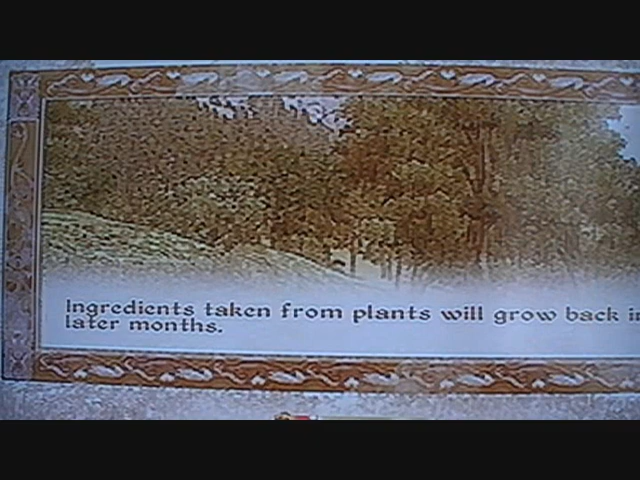 Ingredients taken from plants will grow back in
later months.